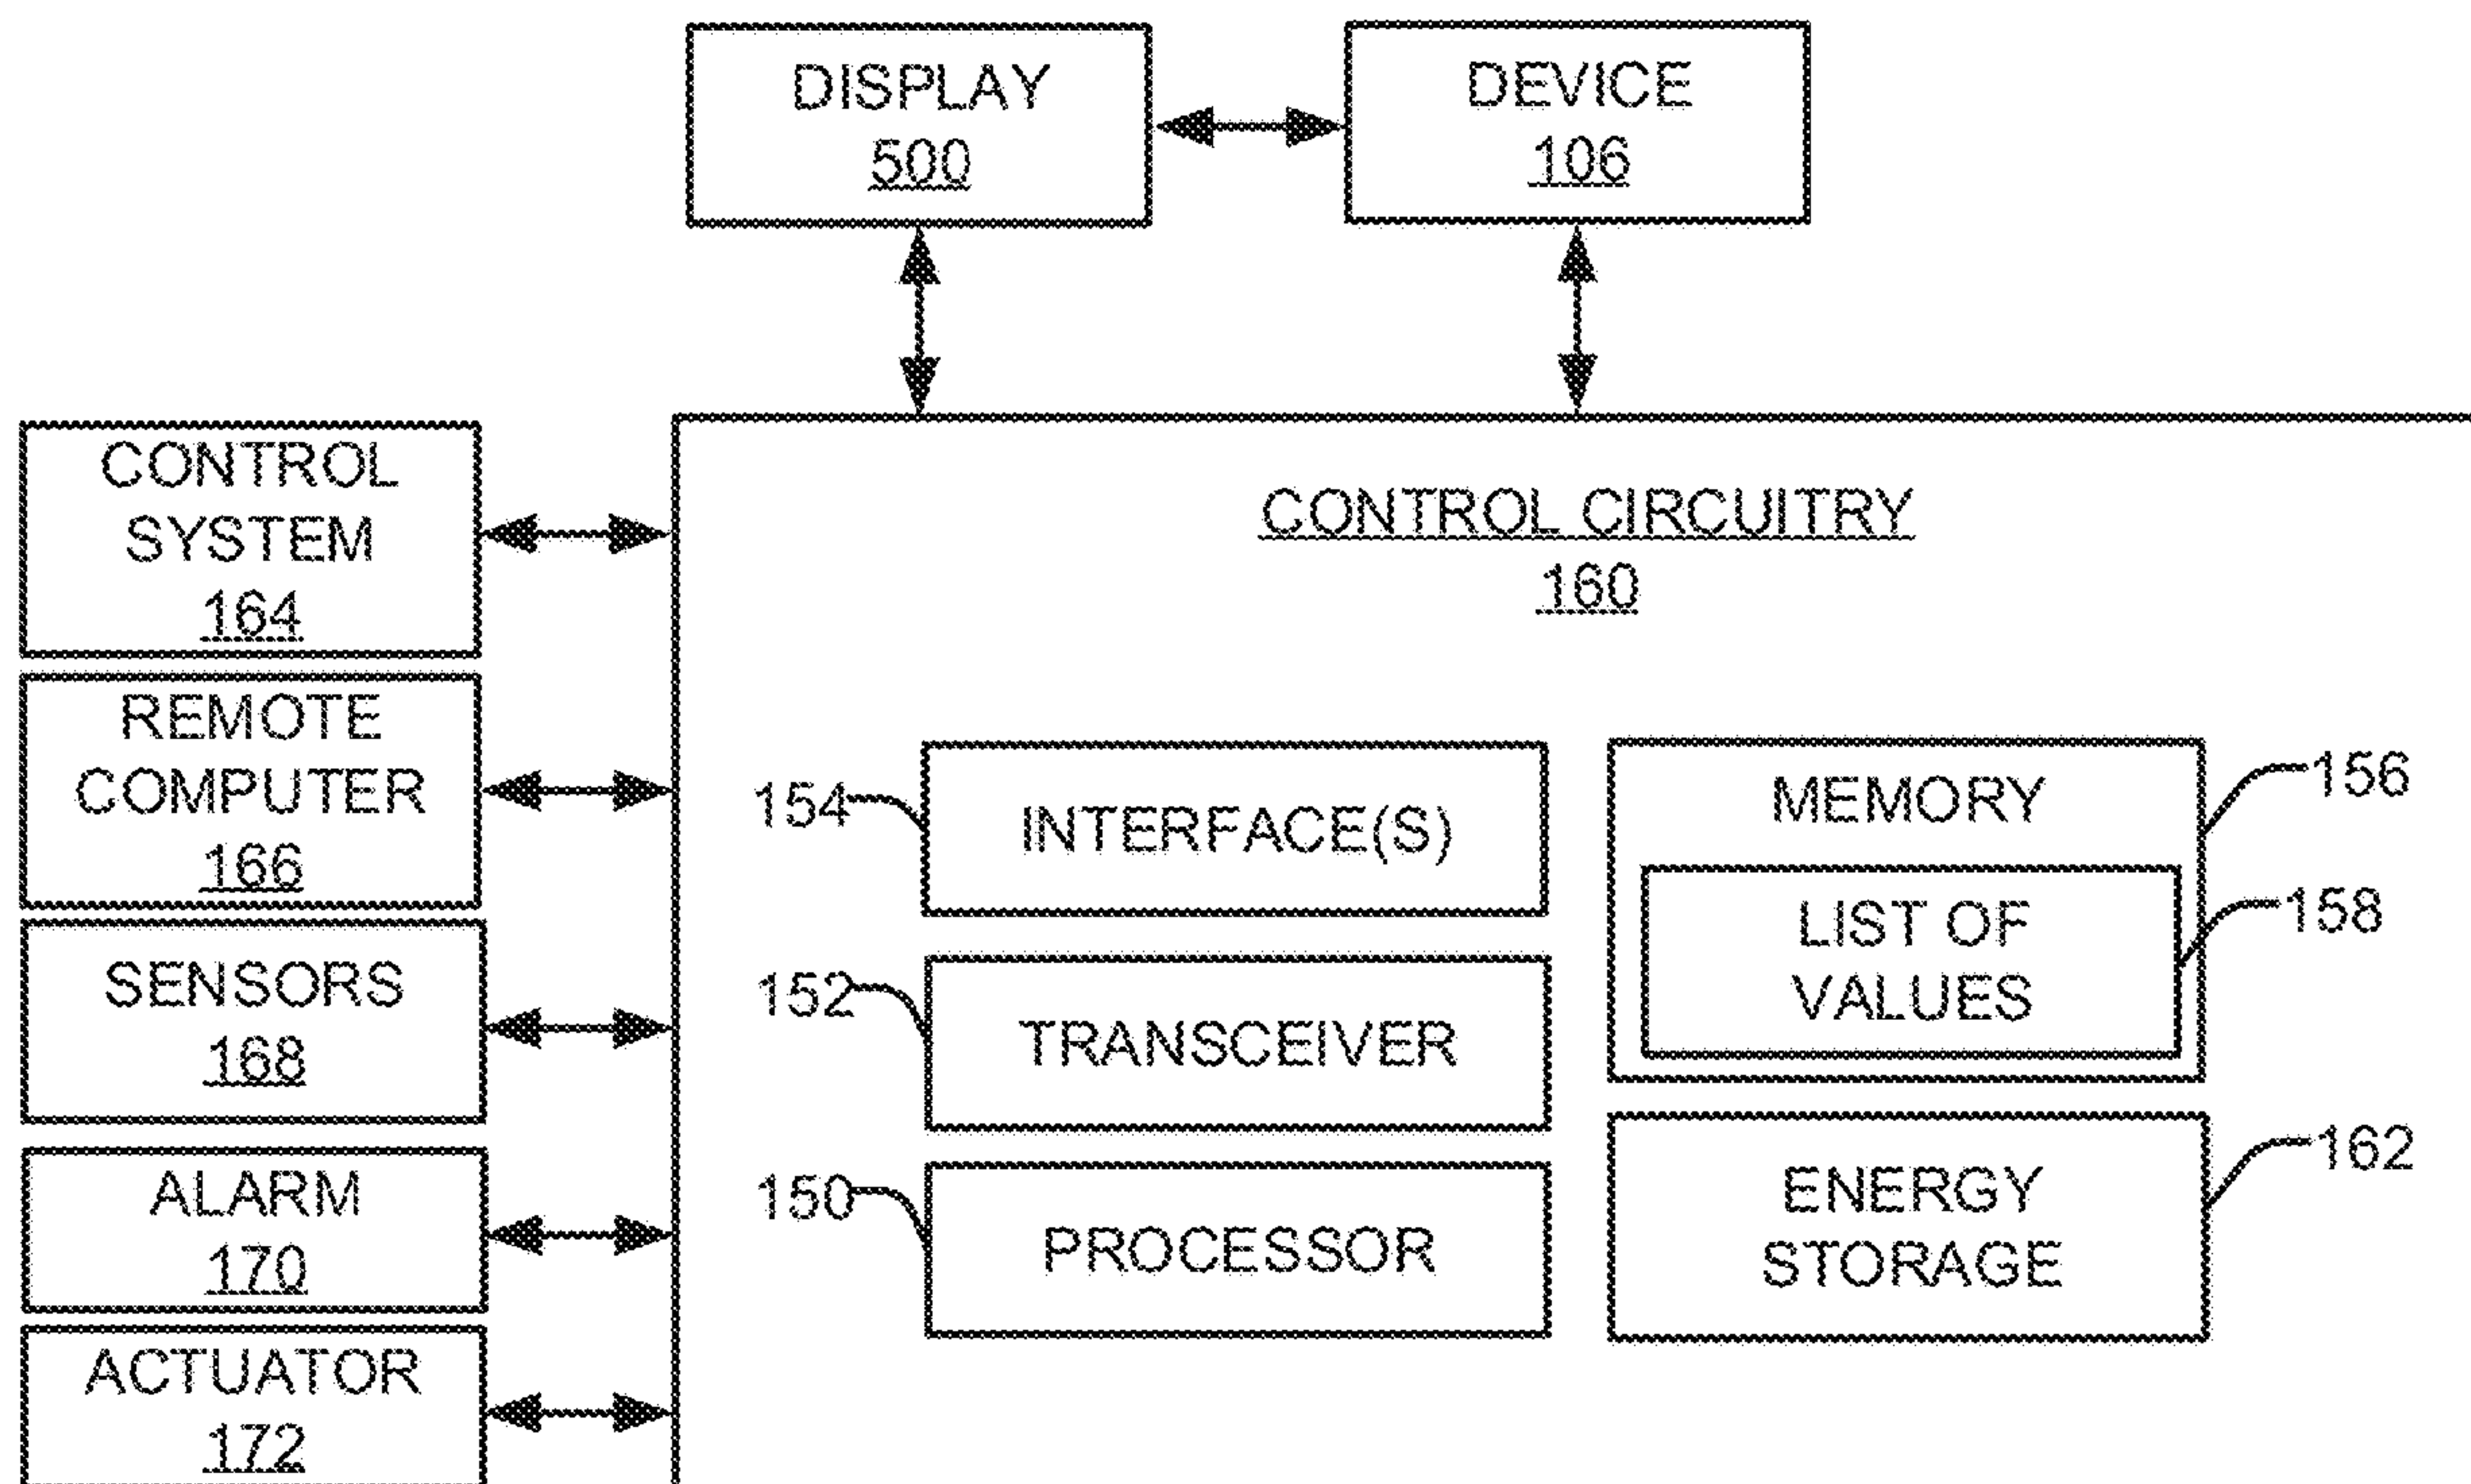 DISPLAY
500
DEVICE
106
CONTROL
SYSTEM
164
REMOTE
COMPUTER
166
SENSORS
168
ALARM
170
ACTUATOR
172
CONTROL CIRCUITRY
160
154
INTERFACE(S)
152
TRANSCEIVER
150
PROCESSOR
MEMORY
156
LIST OF
VALUES
158
ENERGY
STORAGE
162